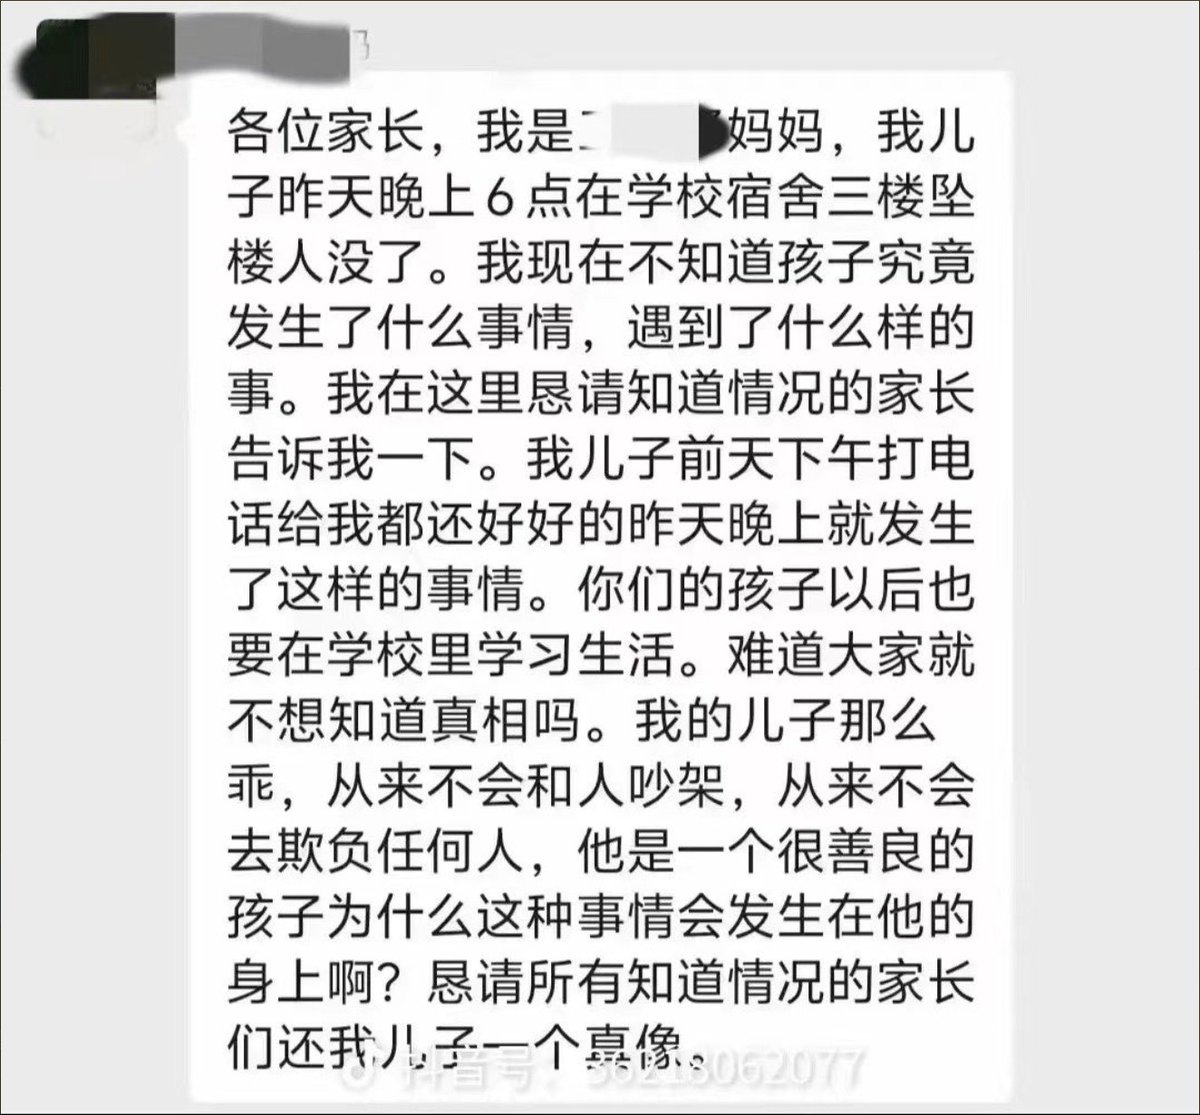 各位家长，我是
妈妈，我儿
子昨天晚上6点在学校宿舍三楼坠
楼人没了。我现在不知道孩子究竟
发生了什么事情，遇到了什么样的
事。我在这里恳请知道情况的家长
告诉我一下。我儿子前天下午打电
话给我都还好好的昨天晚上就发生
了这样的事情。你们的孩子以后也
要在学校里学习生活。难道大家就
不想知道真相吗。我的儿子那么
乖，从来不会和人吵架，从来不会
去欺负任何人，他是一个很善良的
孩子为什么这种事情会发生在他的
身上啊？恳请所有知道情况的家长
们还我儿子一个真像。
抖音号：36218062077